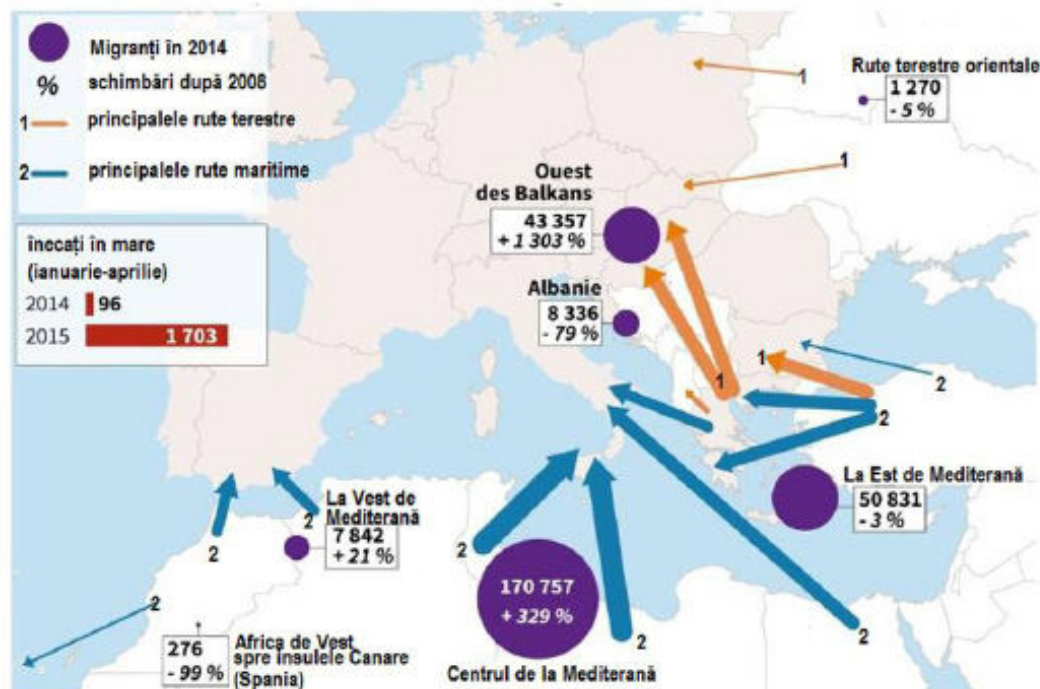 Migranți în 2014
% schimbări după 2008
1 principalele rute terestre
2 principalele rute maritime
înecați în mare
(ianuarie-aprilie)
2014 96
2015 1 703
1
Rute terestre orientale
1 270
- 5 %
1
Ouest
des Balkans
43 357
+ 1 303 %
Albanie
8 336
- 79 %
1
1
2
2
La Est de Mediterană
50 831
- 3 %
La Vest de
Mediterană
7 842
+ 21 %
2
2
2
170 757
+ 329 %
Centrul de la Mediterană
2
2
2
276
- 99 %
Africa de Vest
spre insulele Canare
(Spania)